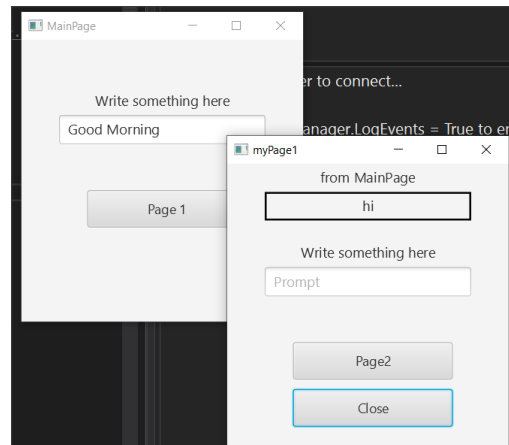 MainPage
Write something here
Good Morning
Page 1
er to connect...
anager.LogEvents = True to er
myPage1
from MainPage
hi
Write something here
Prompt
Page2
Close